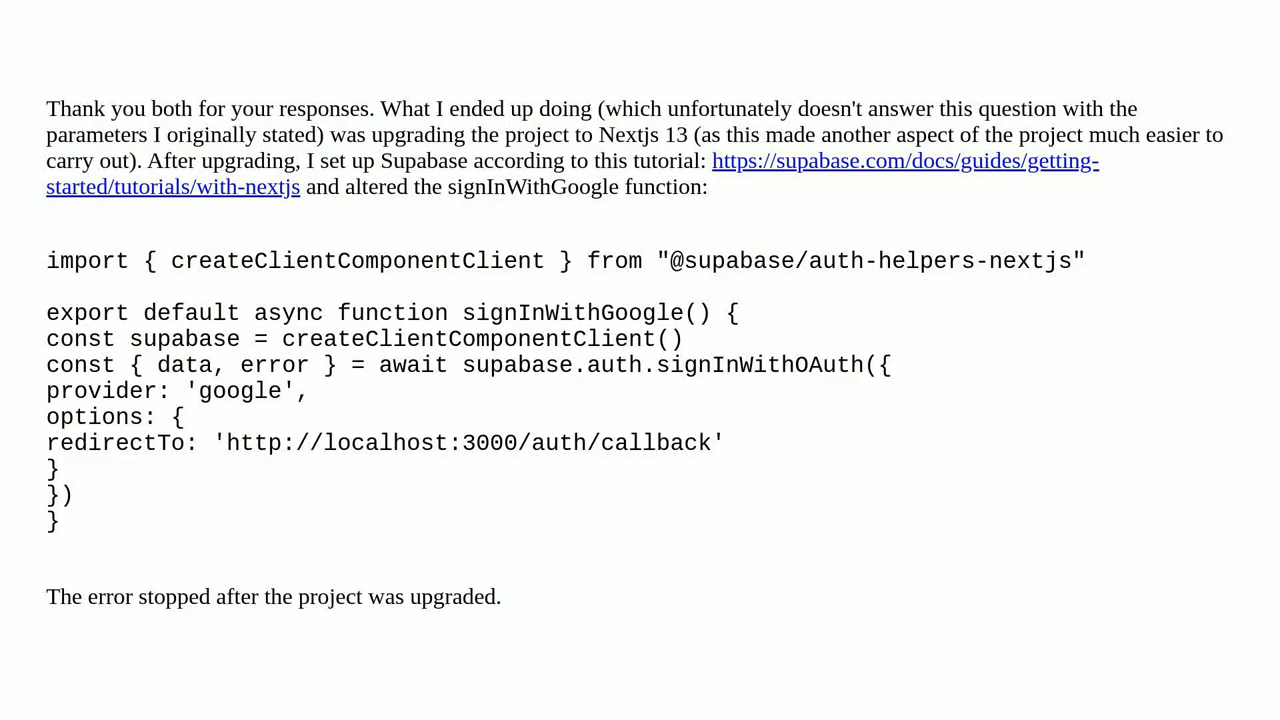 Thank you both for your responses. What I ended up doing (which unfortunately doesn't answer this question with the
parameters I originally stated) was upgrading the project to Nextjs 13 (as this made another aspect of the project much easier to
carry out). After upgrading, I set up Supabase according to this tutorial: https://supabase.com/docs/guides/getting-
started/tutorials/with-nextjs and altered the signInWithGoogle function:
import { createClientComponentClient } from "@supabase/auth-helpers-nextjs"
export default async function signInWithGoogle() {
const supabase = createClientComponentClient()
const { data, error } = await supabase.auth.signInWithOAuth({
provider: 'google',
options: {
redirectTo: 'http://localhost:3000/auth/callback'
}
})
}
The error stopped after the project was upgraded.